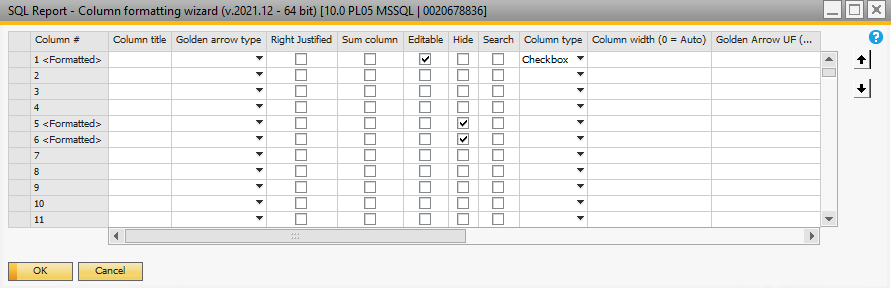 SQL Report - Column formatting wizard (v.2021.12 - 64 bit) [10.0 PL05 MSSQL | 0020678836]
?
Column # Column title Golden arrow type Right Justified Sum column Editable Hide Search Column type Column width (0 = Auto) Golden Arrow UF (...
1 <Formatted> Checkbox
2
3
4
5 <Formatted>
6 <Formatted>
7
8
9
10
11
OK Cancel